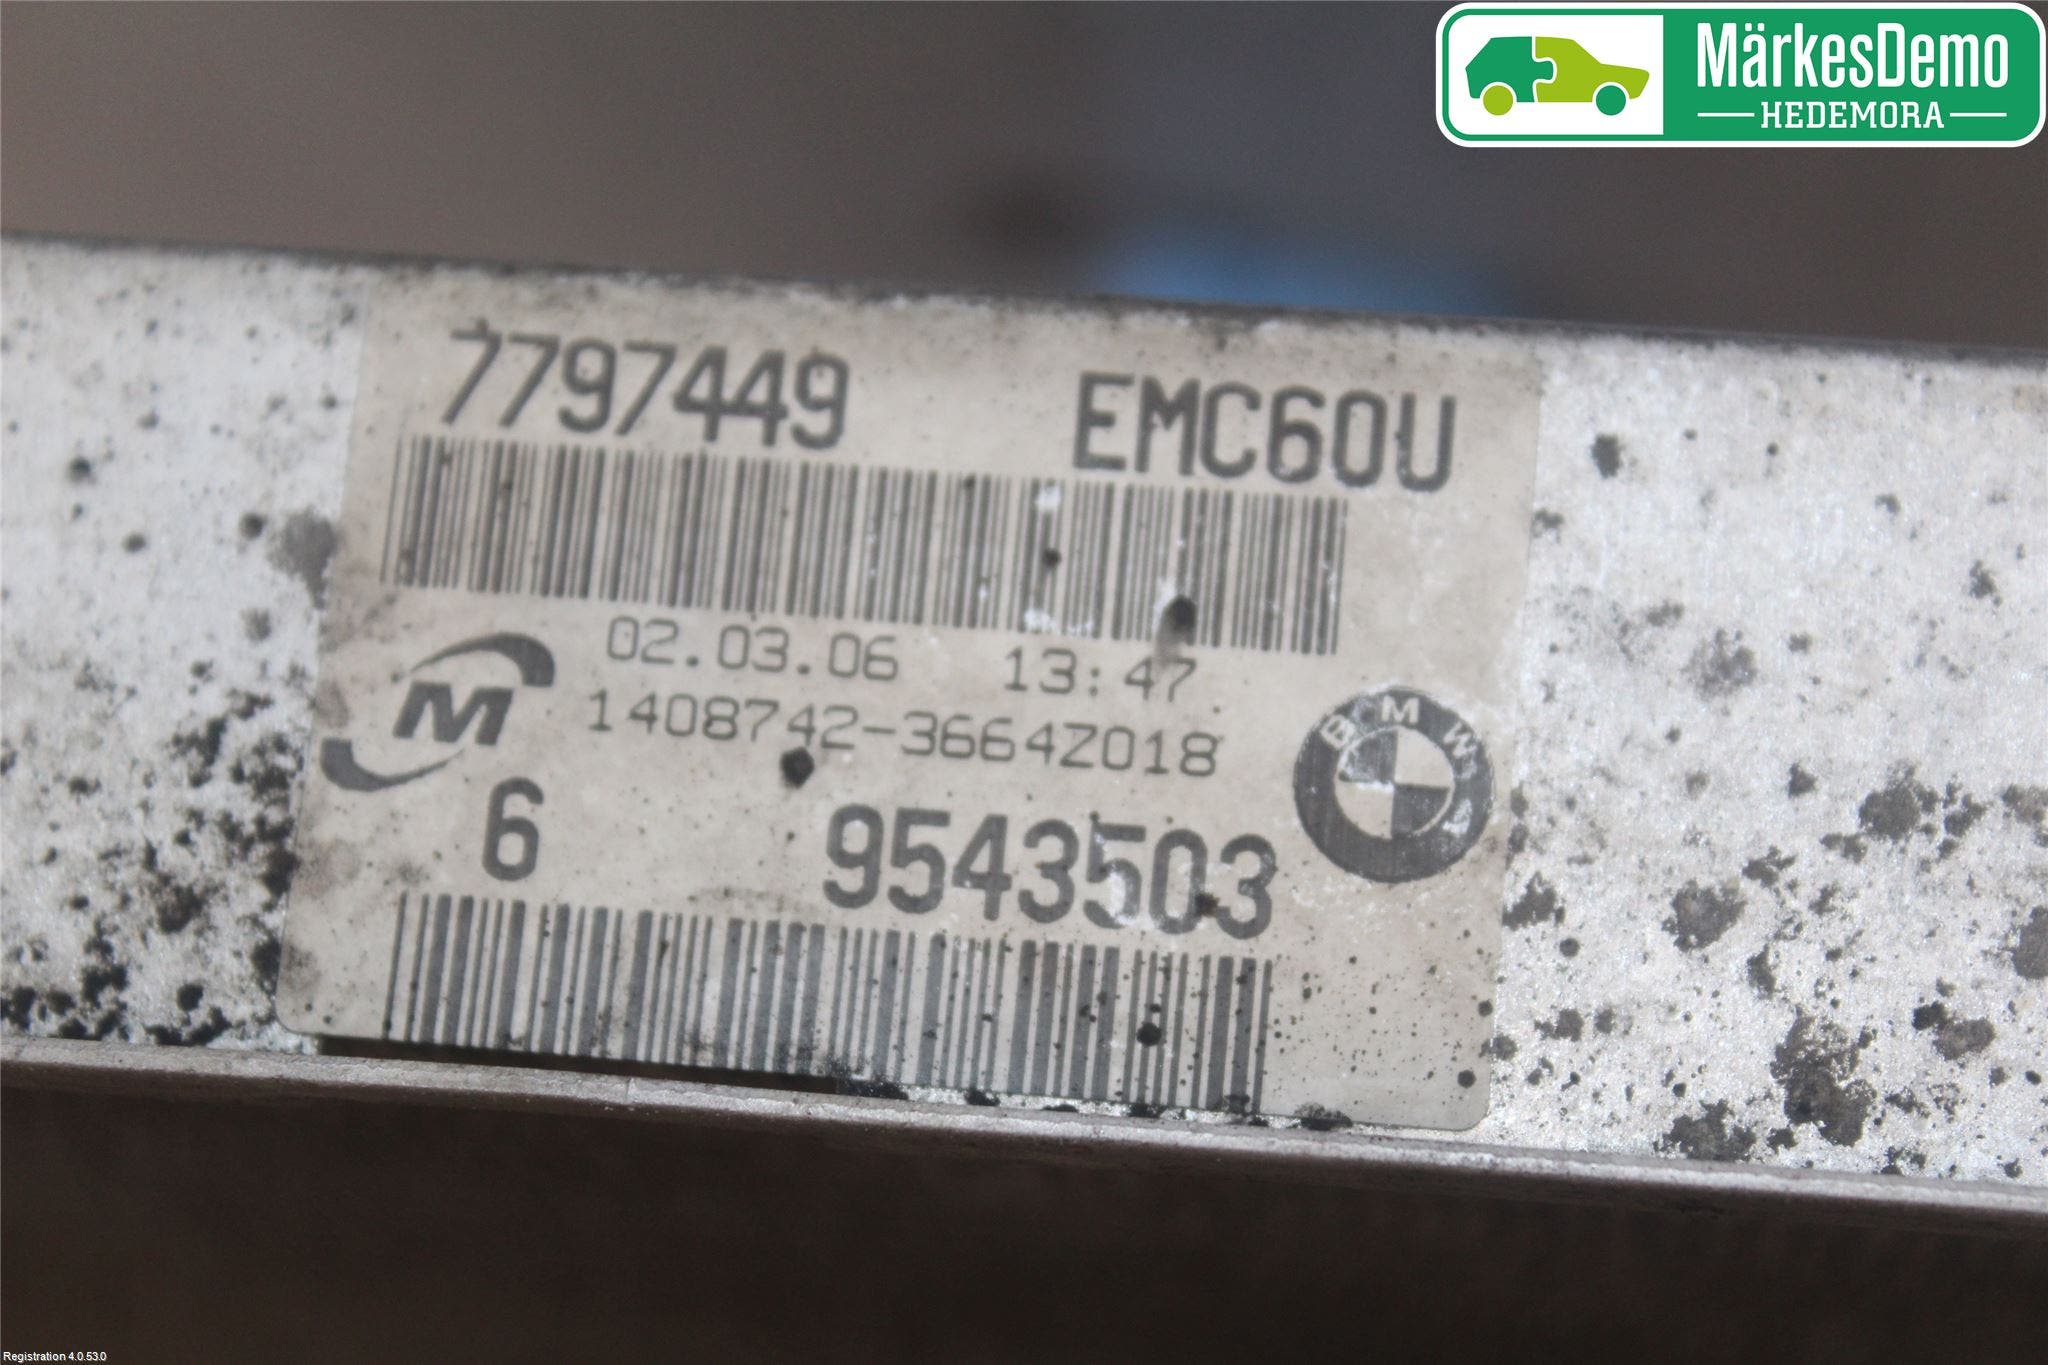 MärkesDemo
HEDEMORA
7797449 EMC60U
02.03.06 13:47
M 1408742-3664Z018
BMW
6 9543503
Registration 4.0.53.0